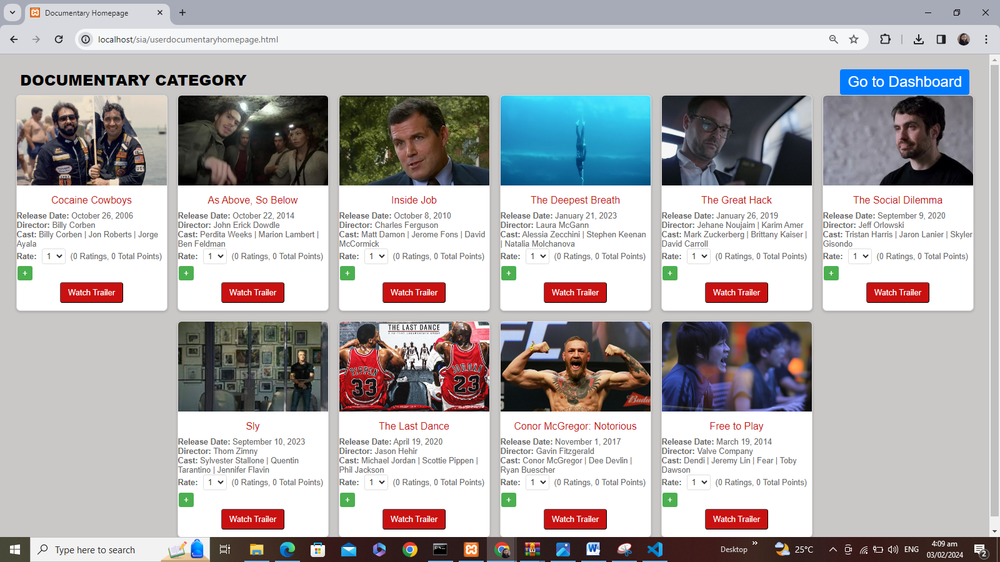 Documentary Homepage
localhost/sia/userdocumentaryhomepage.html
DOCUMENTARY CATEGORY
Go to Dashboard
Cocaine Cowboys
Release Date: October 26, 2006
Director: Billy Corben
Cast: Billy Corben | Jon Roberts | Jorge
Ayala
Rate: 1 (0 Ratings, 0 Total Points)
+
Watch Trailer
As Above, So Below
Release Date: October 22, 2014
Director: John Erick Dowdle
Cast: Perdita Weeks | Marion Lambert |
Ben Feldman
Rate: 1 (0 Ratings, 0 Total Points)
+
Watch Trailer
Inside Job
Release Date: October 8, 2010
Director: Charles Ferguson
Cast: Matt Damon | Jerome Fons | David
McCormick
Rate: 1 (0 Ratings, 0 Total Points)
+
Watch Trailer
The Deepest Breath
Release Date: January 21, 2023
Director: Laura McGann
Cast: Alessia Zecchini | Stephen Keenan
| Natalia Molchanova
Rate: 1 (0 Ratings, 0 Total Points)
+
Watch Trailer
The Great Hack
Release Date: January 26, 2019
Director: Jehane Noujaim | Karim Amer
Cast: Mark Zuckerberg | Brittany Kaiser |
David Carroll
Rate: 1 (0 Ratings, 0 Total Points)
+
Watch Trailer
The Social Dilemma
Release Date: September 9, 2020
Director: Jeff Orlowski
Cast: Tristan Harris | Jaron Lanier | Skyler
Gisondo
Rate: 1 (0 Ratings, 0 Total Points)
+
Watch Trailer
Sly
Release Date: September 10, 2023
Director: Thom Zimny
Cast: Sylvester Stallone | Quentin
Tarantino | Jennifer Flavin
Rate: 1 (0 Ratings, 0 Total Points)
+
Watch Trailer
THE LAST DANCE
PIPPEN
33
JORDAN
23
The Last Dance
Release Date: April 19, 2020
Director: Jason Hehir
Cast: Michael Jordan | Scottie Pippen |
Phil Jackson
Rate: 1 (0 Ratings, 0 Total Points)
+
Watch Trailer
Conor McGregor: Notorious
Release Date: November 1, 2017
Director: Gavin Fitzgerald
Cast: Conor McGregor | Dee Devlin |
Ryan Buescher
Rate: 1 (0 Ratings, 0 Total Points)
+
Watch Trailer
Free to Play
Release Date: March 19, 2014
Director: Valve Company
Cast: Dendi | Jeremy Lin | Fear | Toby
Dawson
Rate: 1 (0 Ratings, 0 Total Points)
+
Watch Trailer
Type here to search
Desktop
25°C
ENG
4:09 am
03/02/2024
2